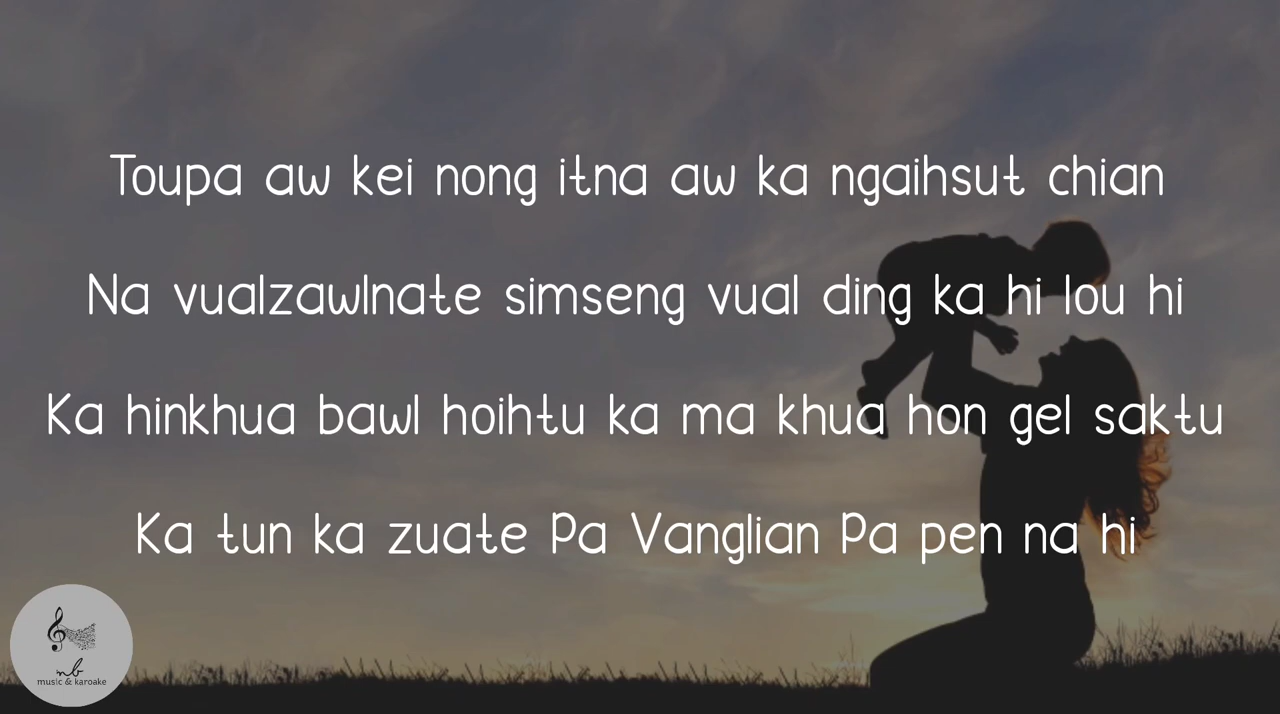 Toupa aw kei nong itna aw ka ngaihsut chian
Na vualzawlnate simseng vual ding ka hi lou hi
Ka hinkhua bawl hoihtu ka ma khua hon gel saktu
Ka tun ka zuate Pa Vanglian Pa pen na hi
nb
music & karoake